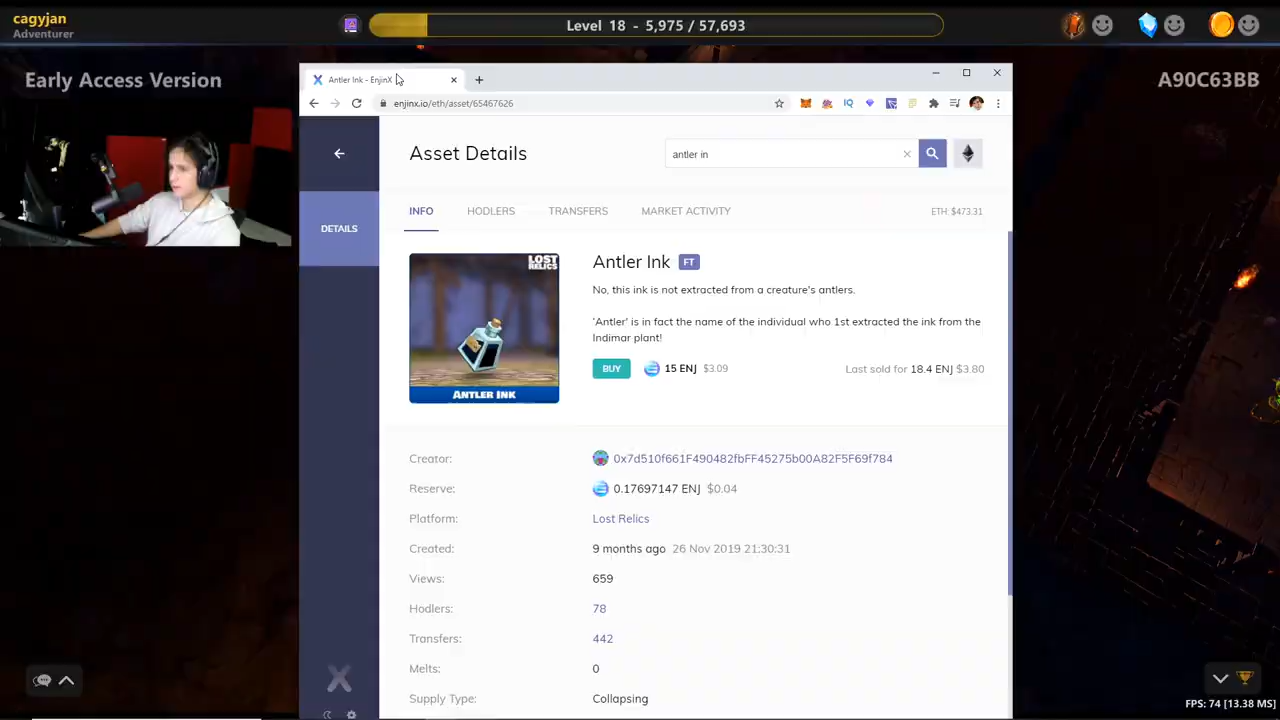 cagyjan
Adventurer
Level 18 - 5,975 / 57,693
Early Access Version
A90C63BB
Antler Ink - EnjinX
enjinx.io/eth/asset/65467626
Asset Details
antler in
DETAILS
INFO
HODLERS
TRANSFERS
MARKET ACTIVITY
ETH: $473.31
LOST
RELICS
ANTLER INK
Antler Ink FT
No, this ink is not extracted from a creature's antlers.
'Antler' is in fact the name of the individual who 1st extracted the ink from the
Indimar plant!
BUY 15 ENJ $3.09
Last sold for 18.4 ENJ $3.80
Creator: 0x7d510f661F490482fbFF45275b00A82F5F69f784
Reserve: 0.17697147 ENJ $0.04
Platform: Lost Relics
Created: 9 months ago 26 Nov 2019 21:30:31
Views: 659
Hodlers: 78
Transfers: 442
Melts: 0
Supply Type: Collapsing
FPS: 74 [13.38 MS]